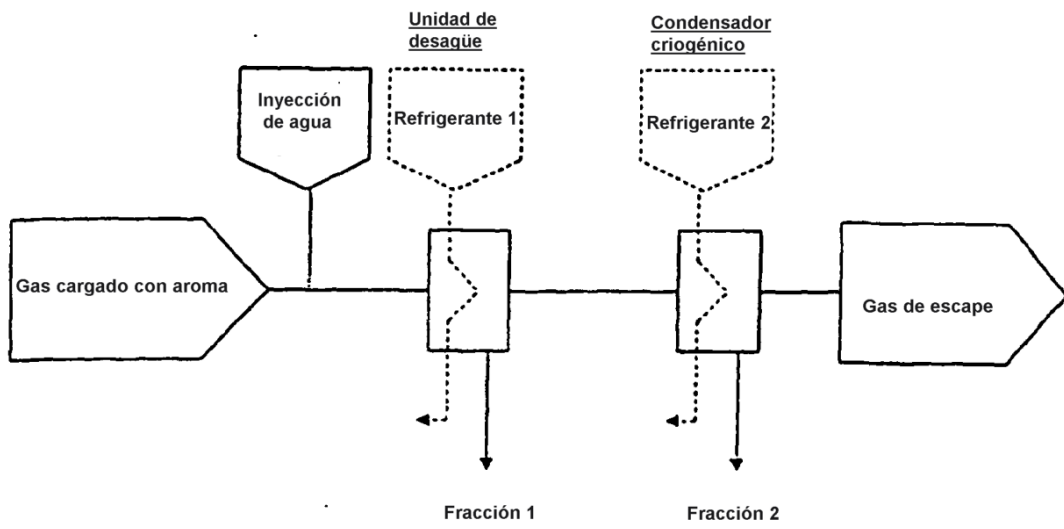 Unidad de
desagüe
Condensador
criogénico
Inyección
de agua
Refrigerante 1
Refrigerante 2
Gas cargado con aroma
Gas de escape
Fracción 1
Fracción 2